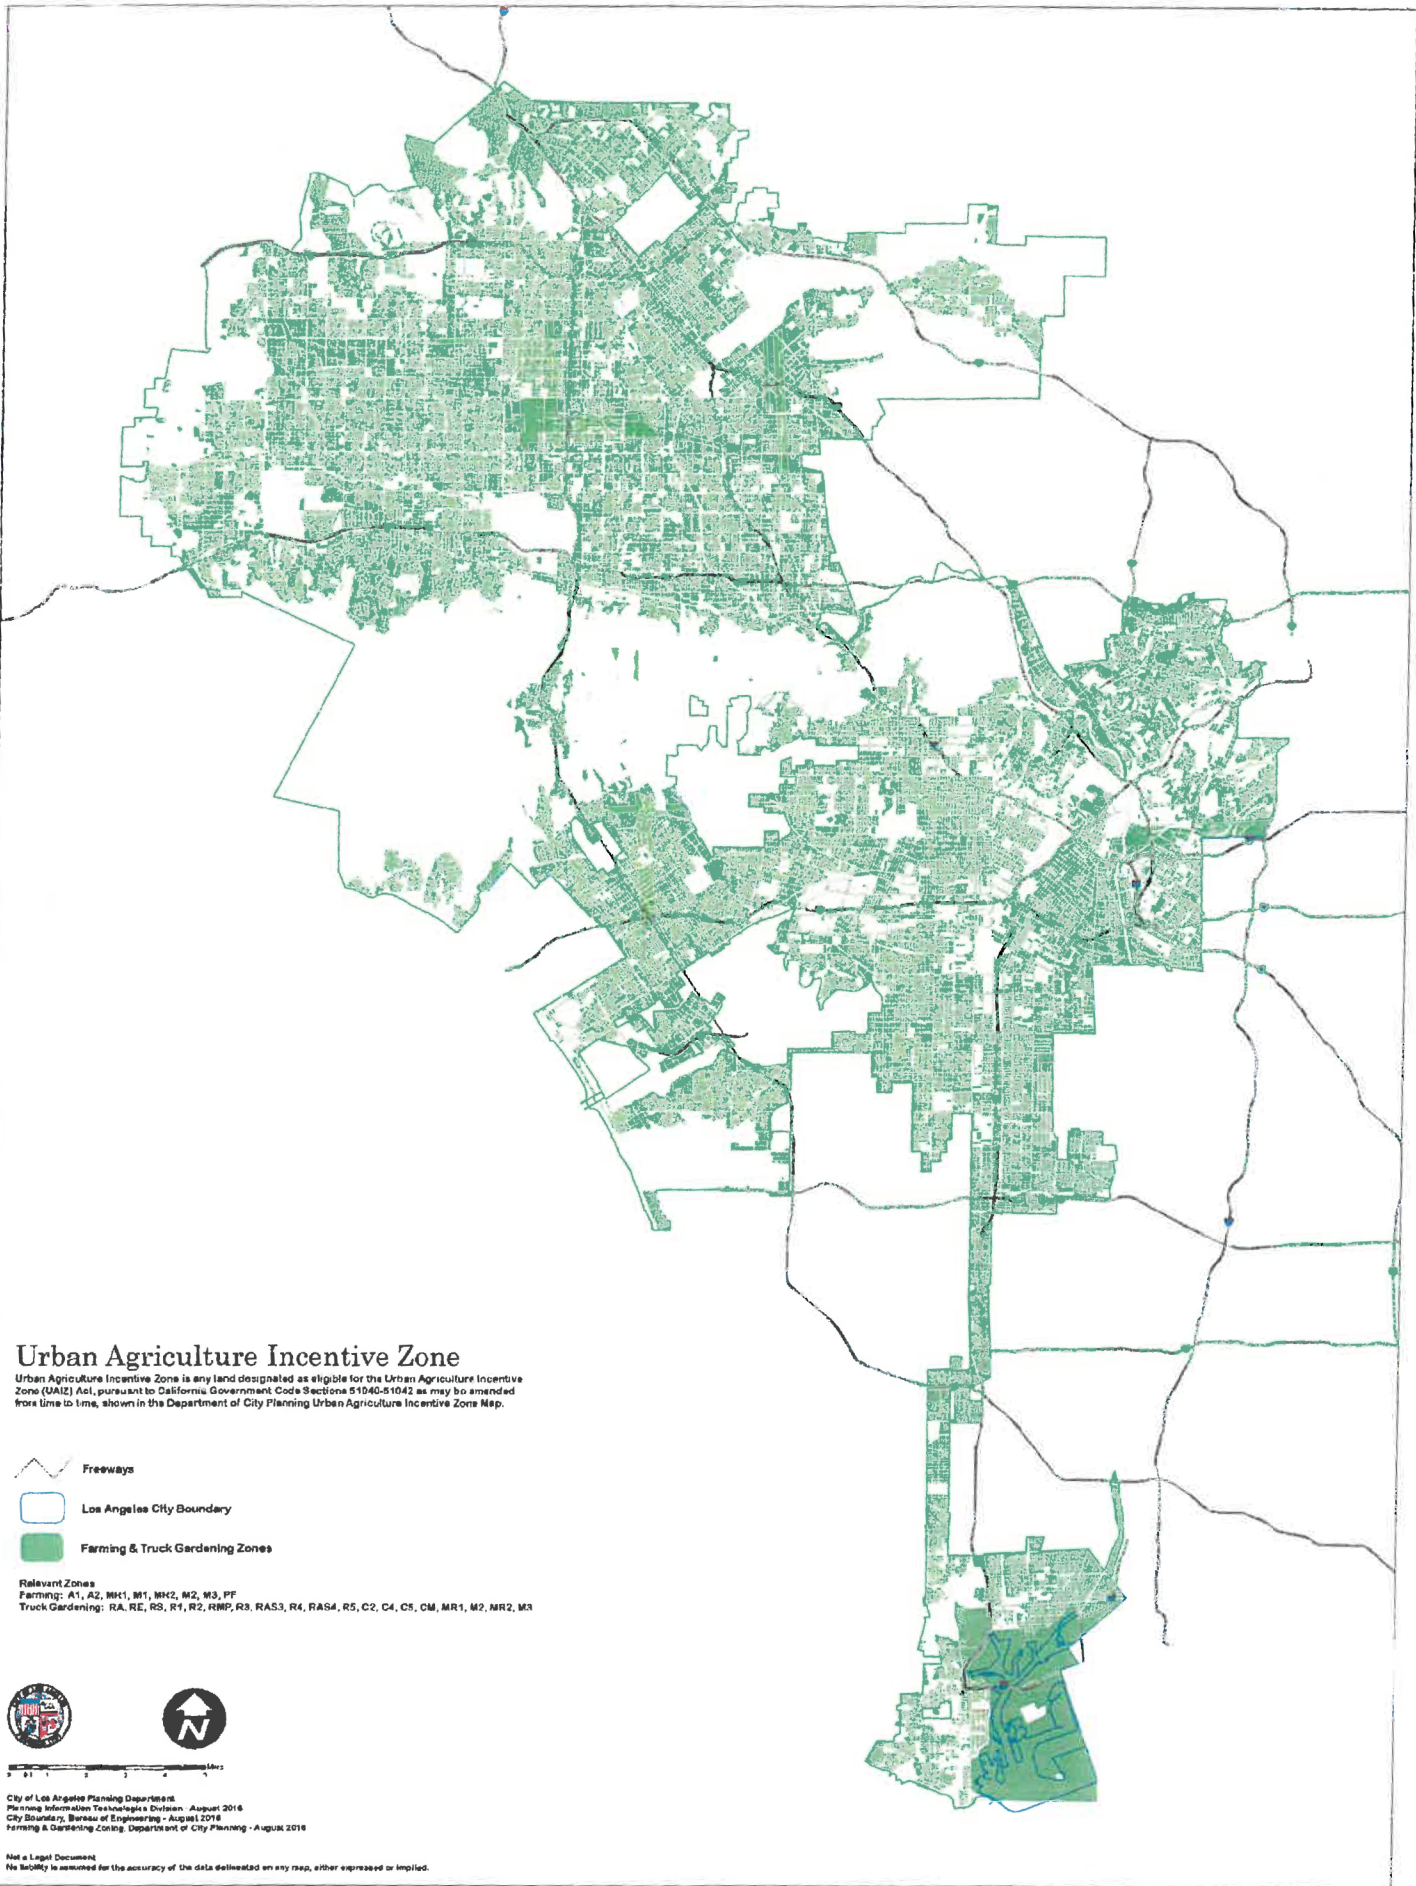 Urban Agriculture Incentive Zone
Urban Agriculture Incentive Zone is any land designated as eligible for the Urban Agriculture Incentive
Zone (UAIZ) Act, pursuant to California Government Code Sections 51040-51042 as may be amended
from time to time, shown in the Department of City Planning Urban Agriculture Incentive Zone Map.
Freeways
Los Angeles City Boundary
Farming & Truck Gardening Zones
Relevant Zones
Farming: A1, A2, MR1, M1, MR2, M2, M3, PF
Truck Gardening: RA, RE, RS, R1, R2, RMP, R3, RAS3, R4, RAS4, R5, C2, C4, C5, CM, MR1, M2, MR2, M3
N
Miles
City of Los Angeles Planning Department
Planning Information Technologies Division - August 2016
City Boundary, Bureau of Engineering - August 2016
Farming & Gardening Zoning, Department of City Planning - August 2016
Not a Legal Document
No liability is assumed for the accuracy of the data delineated on any map, either expressed or implied.